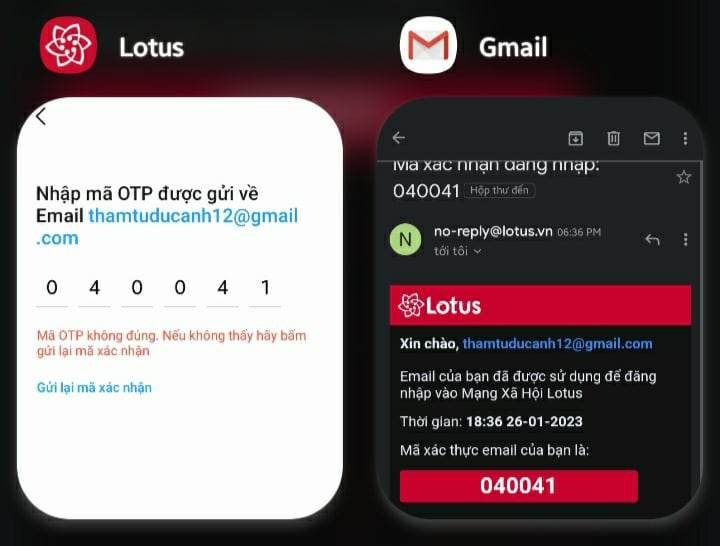 Lotus
Gmail
Nhập mã OTP được gửi về
Email thamtuducanh12@gmail
.com
0 4 0 0 4 1
Mã OTP không đúng. Nếu không thấy hãy bấm
gửi lại mã xác nhận
Gửi lại mã xác nhận
Mã xác nhận đăng nhập:
040041 Hộp thư đến
N
no-reply@lotus.vn 06:36 PM
tới tôi
Lotus
Xin chào, thamtuducanh12@gmail.com
Email của bạn đã được sử dụng để đăng
nhập vào Mạng Xã Hội Lotus
Thời gian: 18:36 26-01-2023
Mã xác thực email của bạn là:
040041